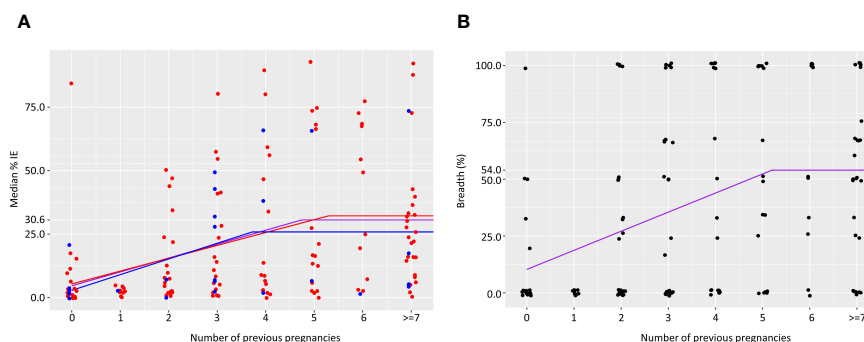 A
B
Median % IE
75.0
50.0
30.6
25.0
0.0
0 1 2 3 4 5 6 >=7
Number of previous pregnancies
Breadth (%)
100.0
75.0
54.0
50.0
25.0
0.0
0 1 2 3 4 5 6 >=7
Number of previous pregnancies